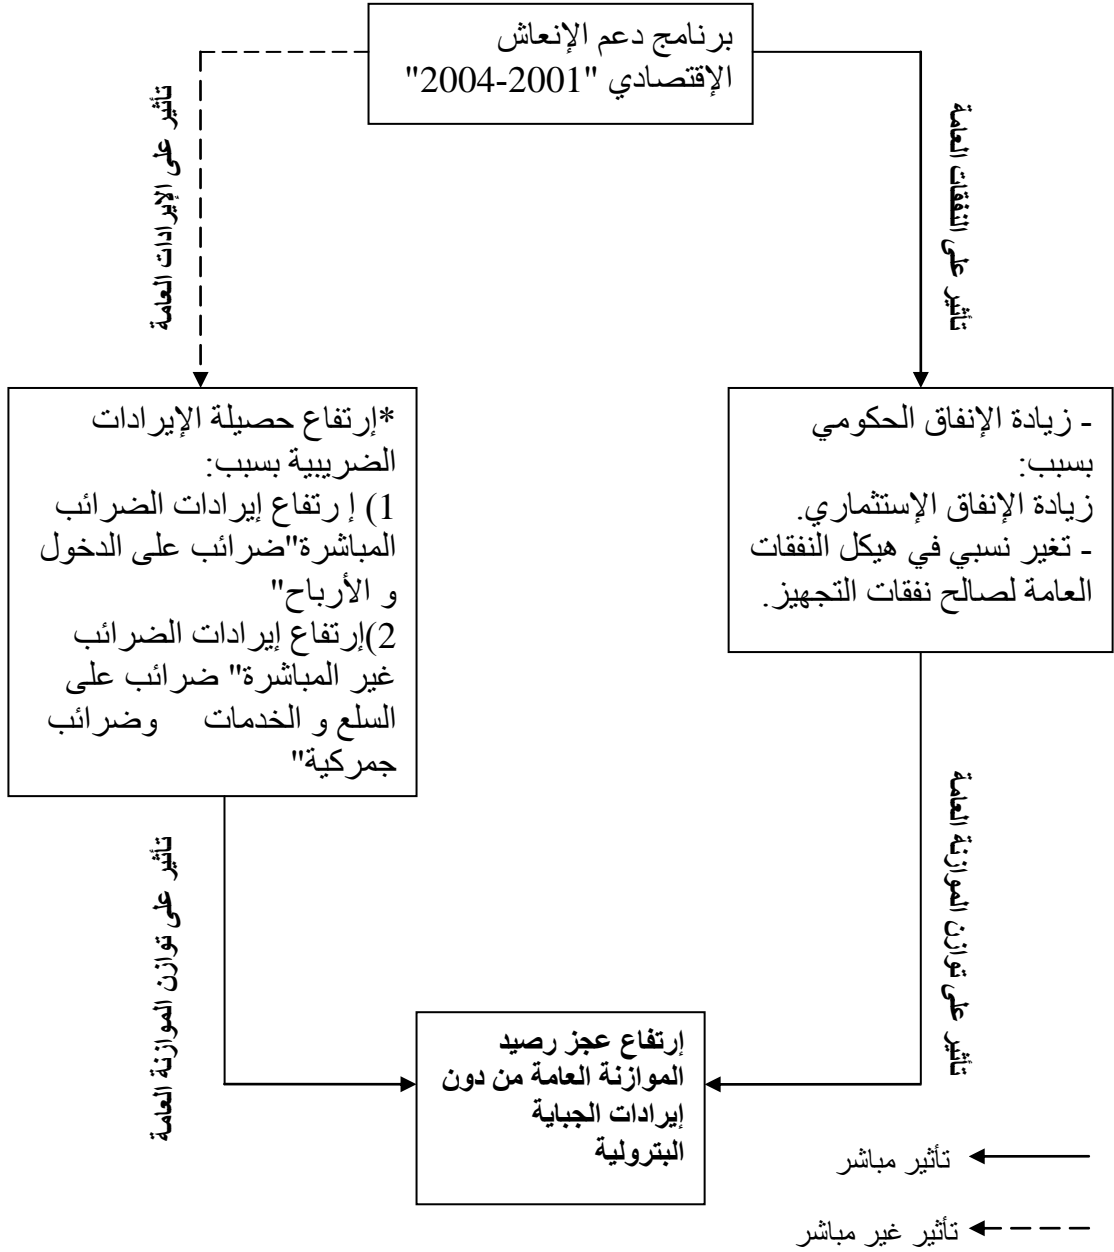 برنامج دعم الإنعاش
الإقتصادي "2001-2004"
تأثير على النفقات العامة
تأثير على الإيرادات العامة
- زيادة الإنفاق الحكومي
بسبب:
زيادة الإنفاق الإستثماري.
- تغير نسبي في هيكل النفقات
العامة لصالح نفقات التجهيز.
*إرتفاع حصيلة الإيرادات
الضريبية بسبب:
1) إ رتفاع إيرادات الضرائب
المباشرة"ضرائب على الدخول
و الأرباح"
2)إرتفاع إيرادات الضرائب
غير المباشرة" ضرائب على
السلع و الخدمات وضرائب
جمركية"
تأثير على توازن الموازنة العامة
تأثير على توازن الموازنة العامة
إرتفاع عجز رصيد
الموازنة العامة من دون
إيرادات الجباية
البترولية
تأثير مباشر
تأثير غير مباشر